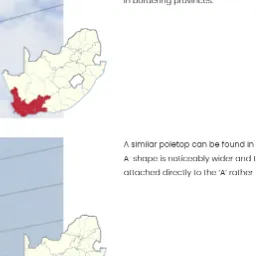 in bordering provinces.
A similar poletop can be found in
A-shape is noticeably wider and t
attached directly to the 'A' rather